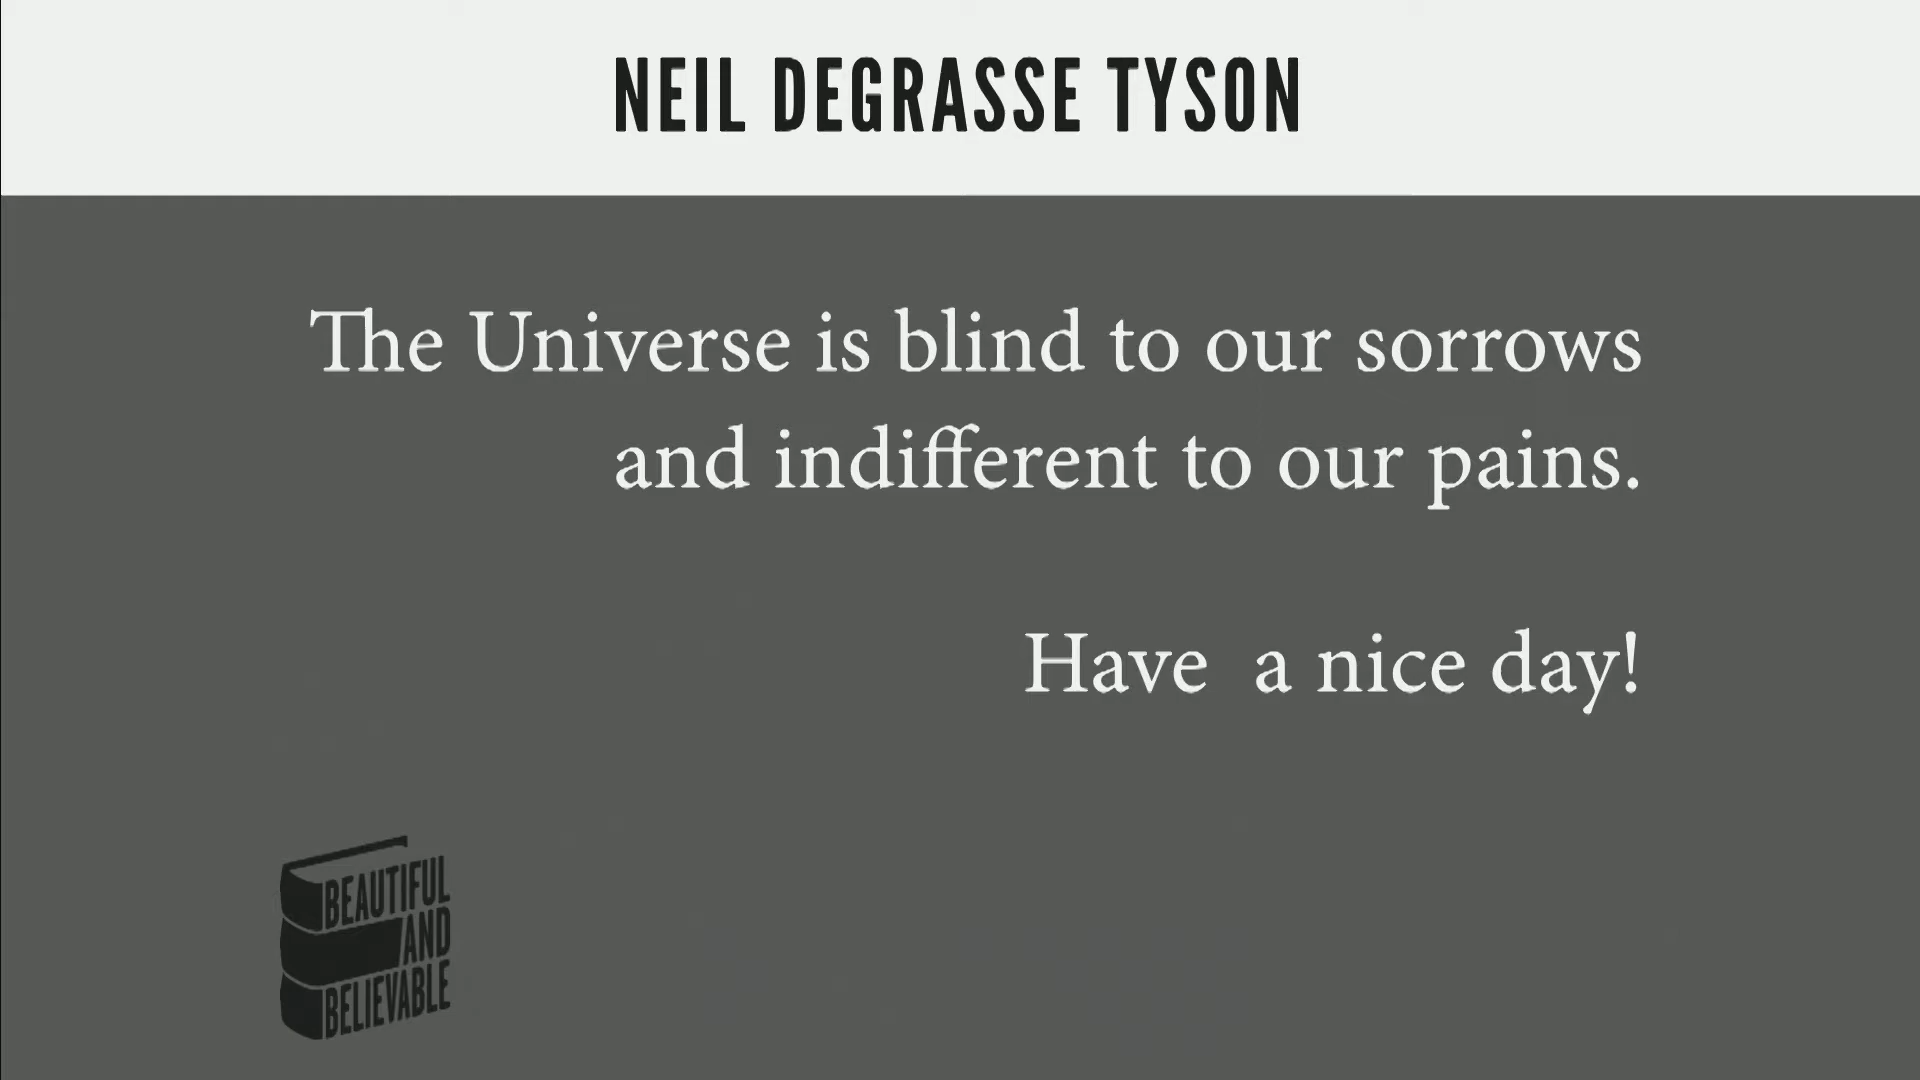 NEIL DEGRASSE TYSON
The Universe is blind to our sorrows
and indifferent to our pains.
Have  a nice day!
BEAUTIFUL
AND
BELIEVABLE